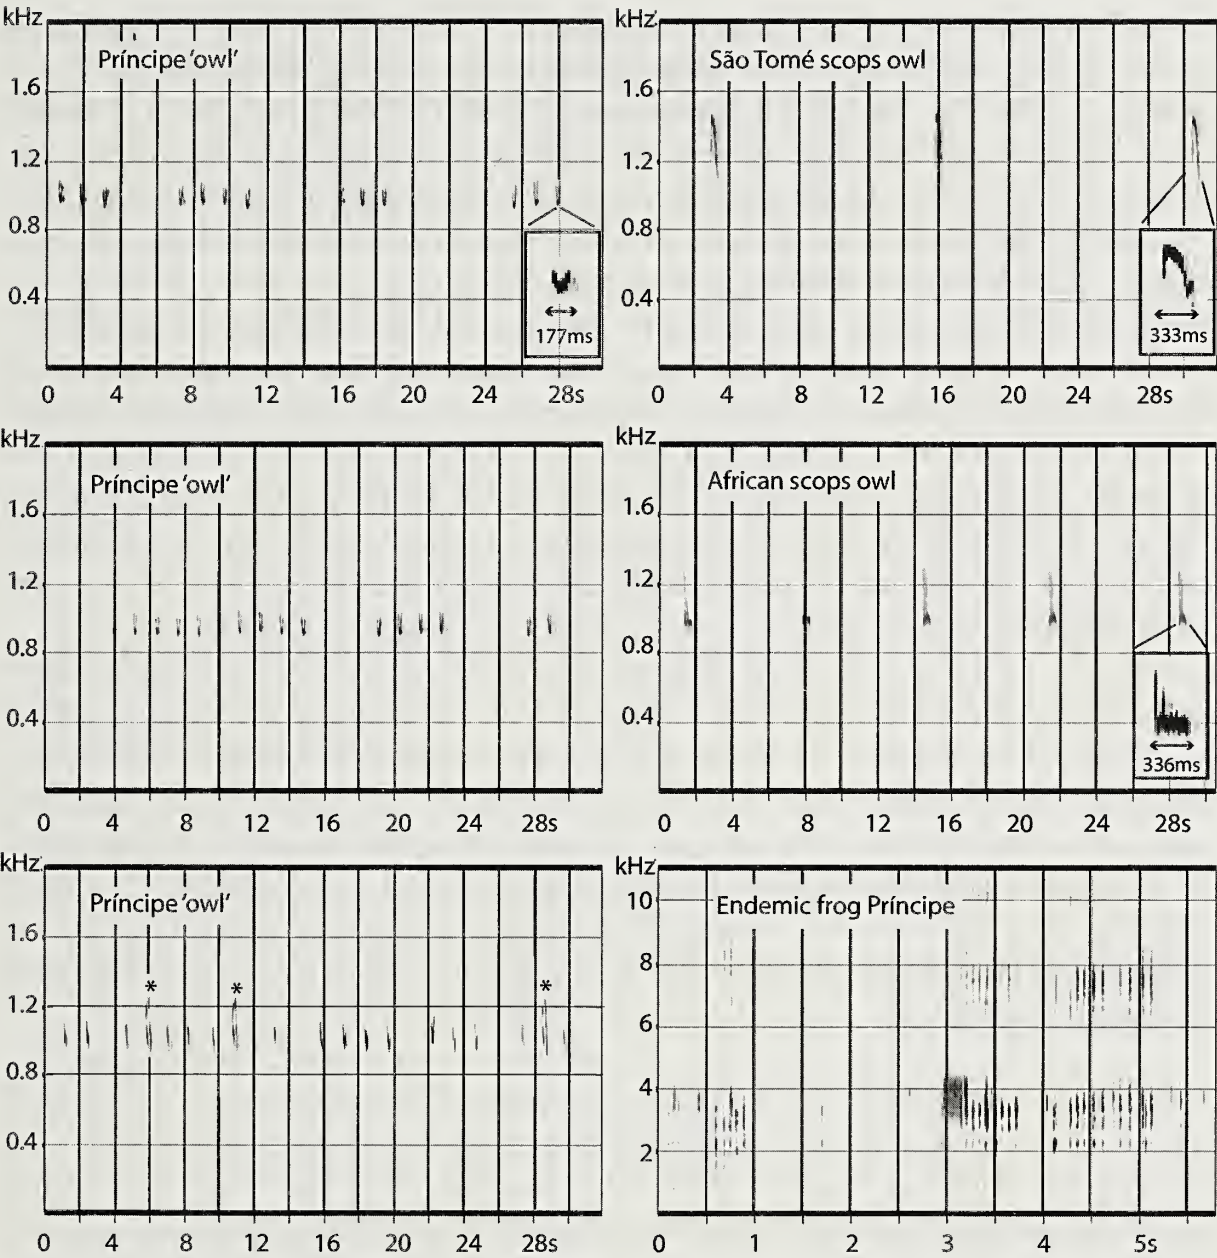 kHz
Príncipe 'owl'
1.6
1.2
0.8
0.4
177ms
0 4 8 12 16 20 24 28s
kHz
São Tomé scops owl
1.6
1.2
0.8
0.4
333ms
0 4 8 12 16 20 24 28s
kHz
Príncipe 'owl'
1.6
1.2
0.8
0.4
0 4 8 12 16 20 24 28s
kHz
African scops owl
1.6
1.2
0.8
0.4
336ms
0 4 8 12 16 20 24 28s
kHz
Príncipe 'owl'
1.6
* * *
1.2
0.8
0.4
0 4 8 12 16 20 24 28s
kHz
Endemic frog Príncipe
10
8
6
4
2
0 1 2 3 4 5s